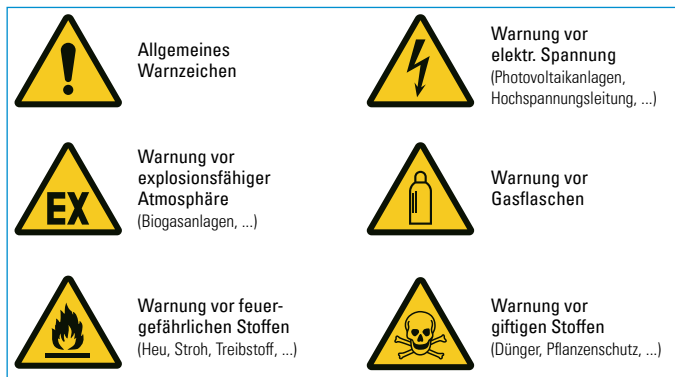 Allgemeines
Warnzeichen
Warnung vor
elektr. Spannung
(Photovoltaikanlagen,
Hochspannungsleitung, ...)
EX
Warnung vor
explosionsfähiger
Atmosphäre
(Biogasanlagen, ...)
Warnung vor
Gasflaschen
Warnung vor feuer-
gefährlichen Stoffen
(Heu, Stroh, Treibstoff, ...)
Warnung vor
giftigen Stoffen
(Dünger, Pflanzenschutz, ...)